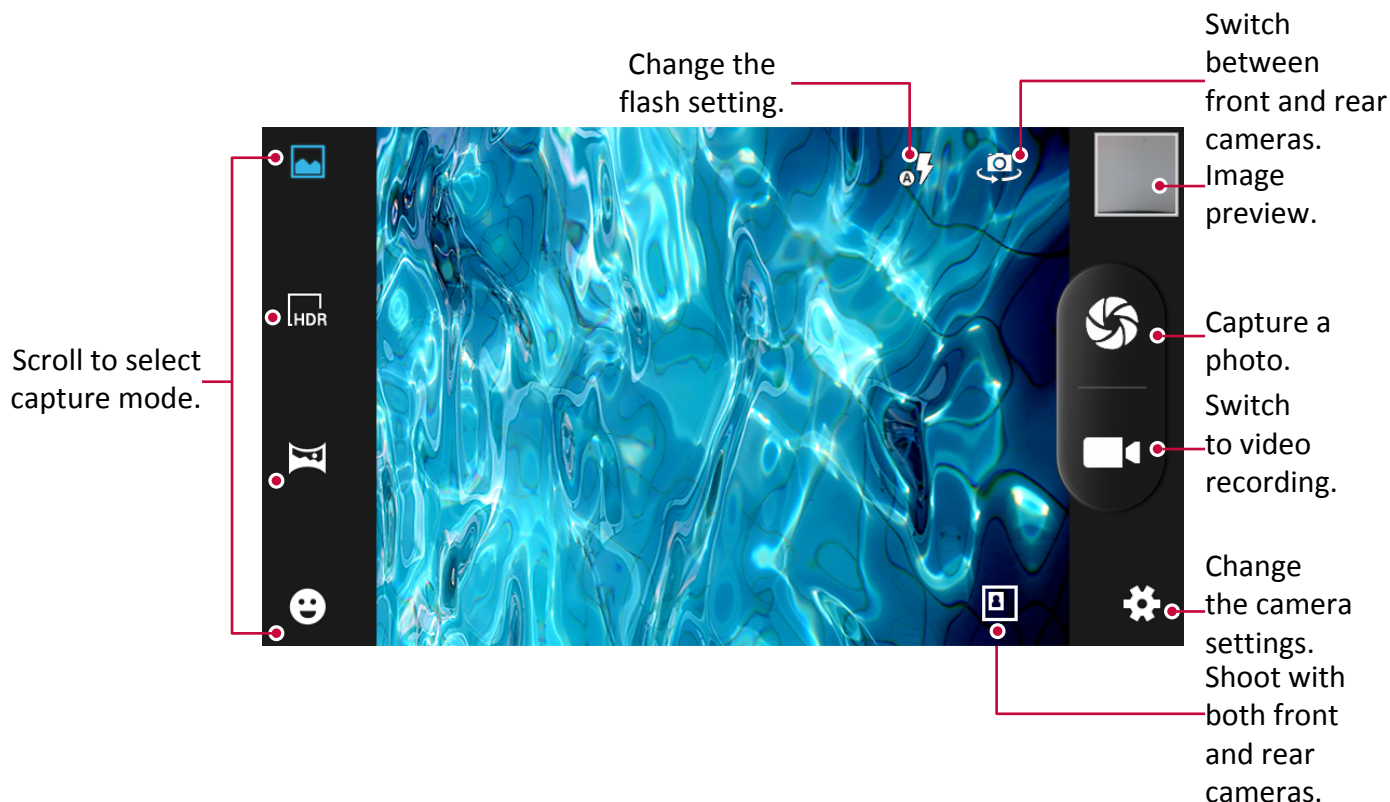 Switch
between
front and rear
cameras.
Change the
flash setting.
Image
preview.
A
HDR
Capture a
photo.
Scroll to select
capture mode.
Switch
to video
recording.
Change
the camera
settings.
Shoot with
both front
and rear
cameras.